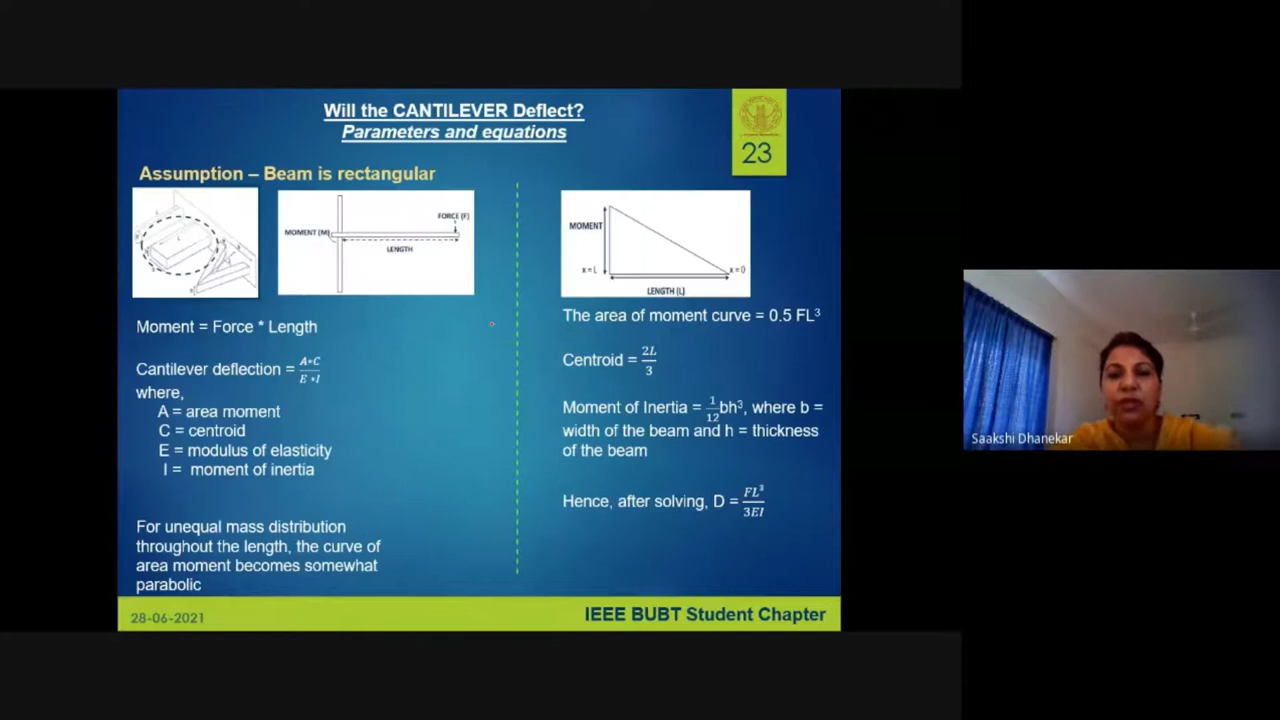 Will the CANTILEVER Deflect?
Parameters and equations
23
Assumption – Beam is rectangular
FORCE (F)
MOMENT (M)
LENGTH
MOMENT
x = L
x = 0
LENGTH (L)
Moment = Force * Length
Cantilever deflection = A*C / E *I
where,
A = area moment
C = centroid
E = modulus of elasticity
I = moment of inertia
For unequal mass distribution
throughout the length, the curve of
area moment becomes somewhat
parabolic
The area of moment curve = 0.5 FL³
Centroid = 2L/3
Moment of Inertia = 1/12 bh³, where b =
width of the beam and h = thickness
of the beam
Hence, after solving, D = FL³/3EI
28-06-2021
IEEE BUBT Student Chapter
Saakshi Dhanekar